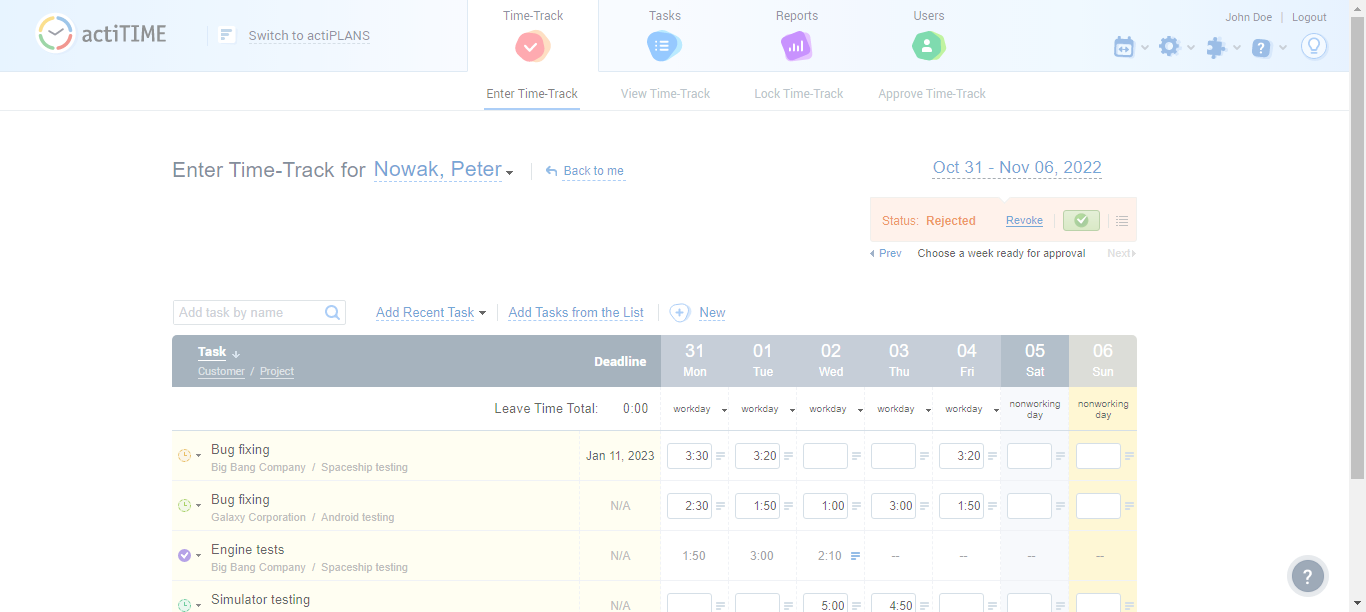 actiTIME
Switch to actiPLANS
Time-Track
Tasks
Reports
Users
John Doe | Logout
Enter Time-Track
View Time-Track
Lock Time-Track
Approve Time-Track
Enter Time-Track for Nowak, Peter
Back to me
Oct 31 - Nov 06, 2022
Status: Rejected
Revoke
Prev
Choose a week ready for approval
Next
Add task by name
Add Recent Task
Add Tasks from the List
New
Task
Customer / Project
Deadline
31 01 02 03 04 05 06
Mon Tue Wed Thu Fri Sat Sun
Leave Time Total: 0:00 workday workday workday workday workday nonworking day nonworking day
Bug fixing
Big Bang Company / Spaceship testing
Jan 11, 2023 3:30 3:20 3:20
Bug fixing
Galaxy Corporation / Android testing
N/A 2:30 1:50 1:00 3:00 1:50
Engine tests
Big Bang Company / Spaceship testing
N/A 1:50 3:00 2:10 -- -- -- --
Simulator testing
N/A 5:00 4:50
?